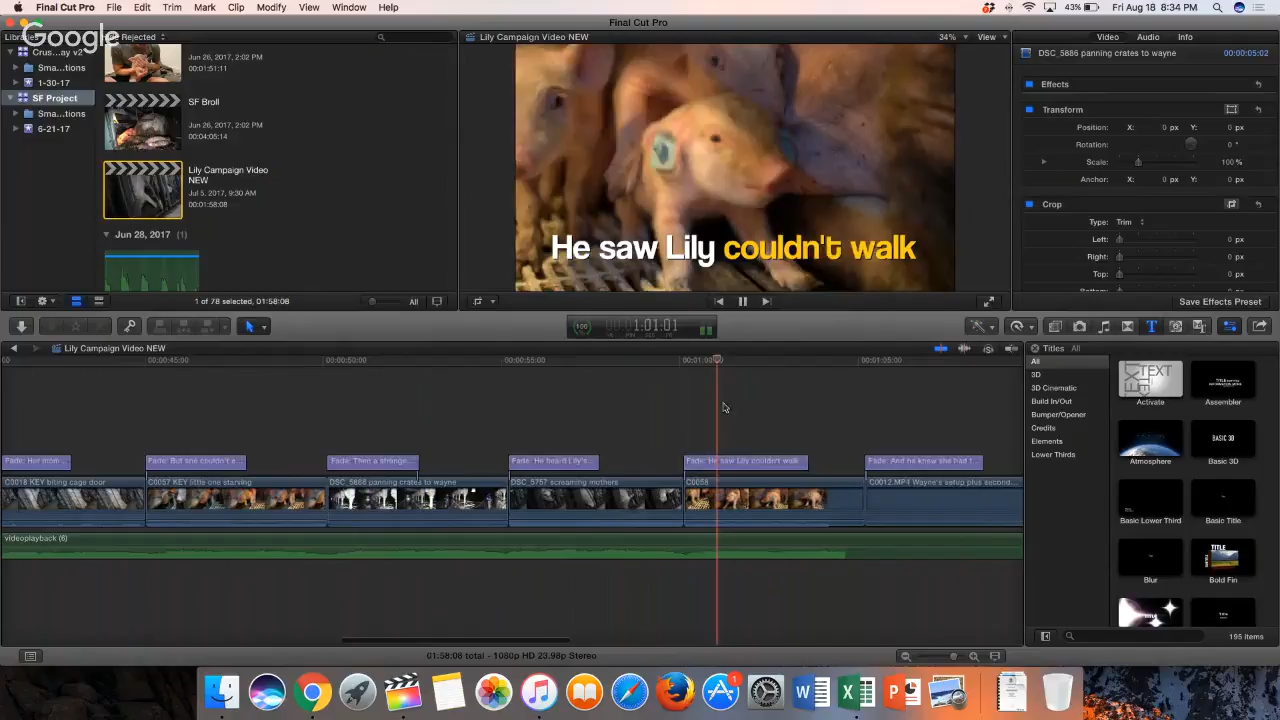 Final Cut Pro File Edit Trim Mark Clip Modify View Window Help
43% Fri Aug 18 8:34 PM
Final Cut Pro
Google
Rejected
Crus...ay v2
Sma...tions
1-30-17
SF Project
Sma...tions
6-21-17
Jun 26, 2017, 2:02 PM
00:01:51:11
SF Broll
Jun 26, 2017, 2:02 PM
00:04:05:14
Lily Campaign Video
NEW
Jul 5, 2017, 9:30 AM
00:01:58:08
Jun 28, 2017 (1)
1 of 78 selected, 01:58:08
All
Lily Campaign Video NEW
34% View
He saw Lily couldn't walk
Video Audio Info
DSC_5886 panning crates to wayne 00:00:05:02
Effects
Transform
Position: X: 0 px Y: 0 px
Rotation: 0 °
Scale: 100 %
Anchor: X: 0 px Y: 0 px
Crop
Type: Trim
Left: 0 px
Right: 0 px
Top: 0 px
Save Effects Preset
100
1:01:01
Lily Campaign Video NEW
00:00:45:00 00:00:50:00 00:00:55:00 00:01:05:00
Fade: Her mom... Fade: But she couldn't e... Fade: Then a strange... Fade: He heard Lily's... Fade: He saw Lily couldn't walk Fade: And he knew she had t...
C0018 KEY biting cage door C0057 KEY little one starving DSC_5886 panning crates to wayne DSC_5757 screaming mothers C0056 C0012.MP4 Wayne's setup plus second...
videoplayback (6)
01:58:08 total - 1080p HD 23.98p Stereo
Titles All
All
3D
3D Cinematic
Build In/Out
Bumper/Opener
Credits
Elements
Lower Thirds
Activate Assembler
BASIC 3D
Atmosphere Basic 3D
Basic Lower Third Basic Title
TITLE
Blur Bold Fin
195 items